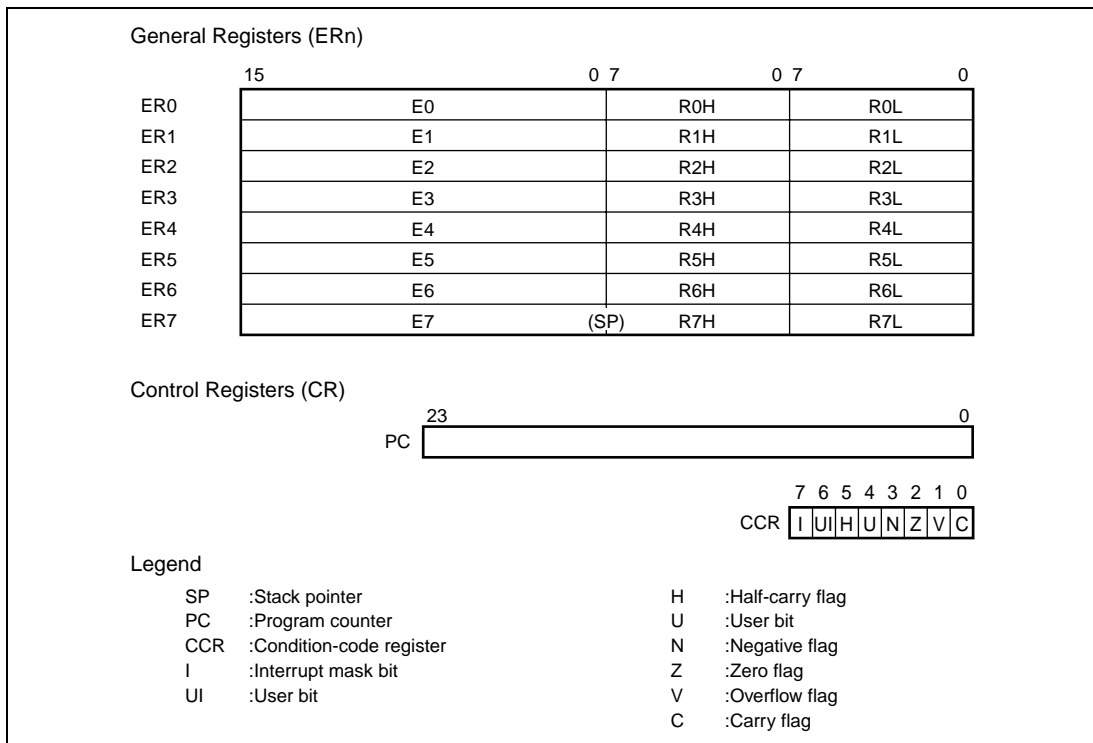 General Registers (ERn)
15 0 7 0 7 0
ER0 E0 R0H R0L
ER1 E1 R1H R1L
ER2 E2 R2H R2L
ER3 E3 R3H R3L
ER4 E4 R4H R4L
ER5 E5 R5H R5L
ER6 E6 R6H R6L
ER7 E7 (SP) R7H R7L
Control Registers (CR)
23 0
PC
7 6 5 4 3 2 1 0
CCR I UI H U N Z V C
Legend
SP :Stack pointer
PC :Program counter
CCR :Condition-code register
I :Interrupt mask bit
UI :User bit
H :Half-carry flag
U :User bit
N :Negative flag
Z :Zero flag
V :Overflow flag
C :Carry flag